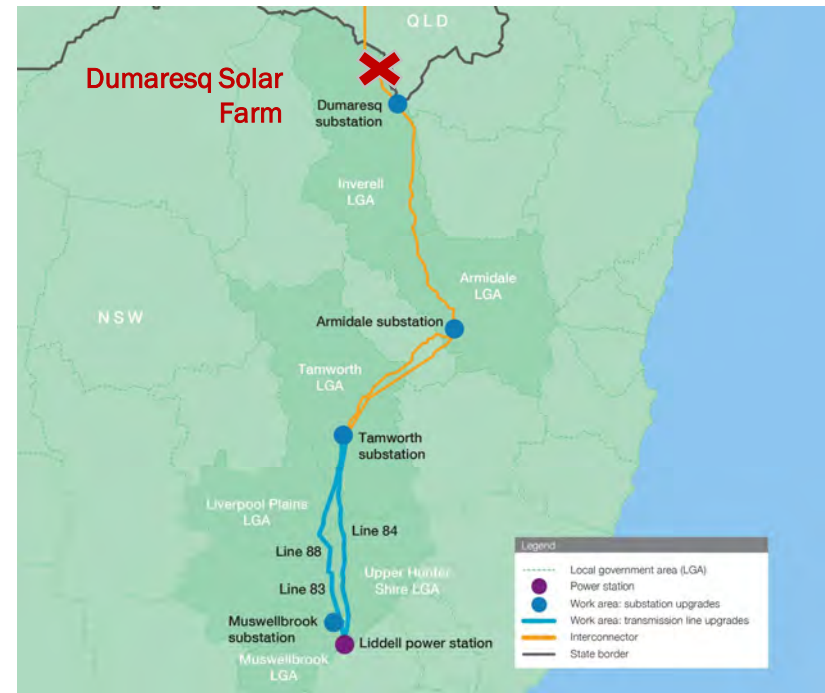 QLD
Dumaresq Solar
Farm
Dumaresq
substation
Inverell
LGA
Armidale
LGA
NSW
Armidale substation
Tamworth
LGA
Tamworth
substation
Liverpool Plains
LGA
Line 84
Line 88
Upper Hunter
Shire LGA
Line 83
Muswellbrook
substation
Liddell power station
Muswellbrook
LGA
Legend
Local government area (LGA)
Power station
Work area: substation upgrades
Work area: transmission line upgrades
Interconnector
State border